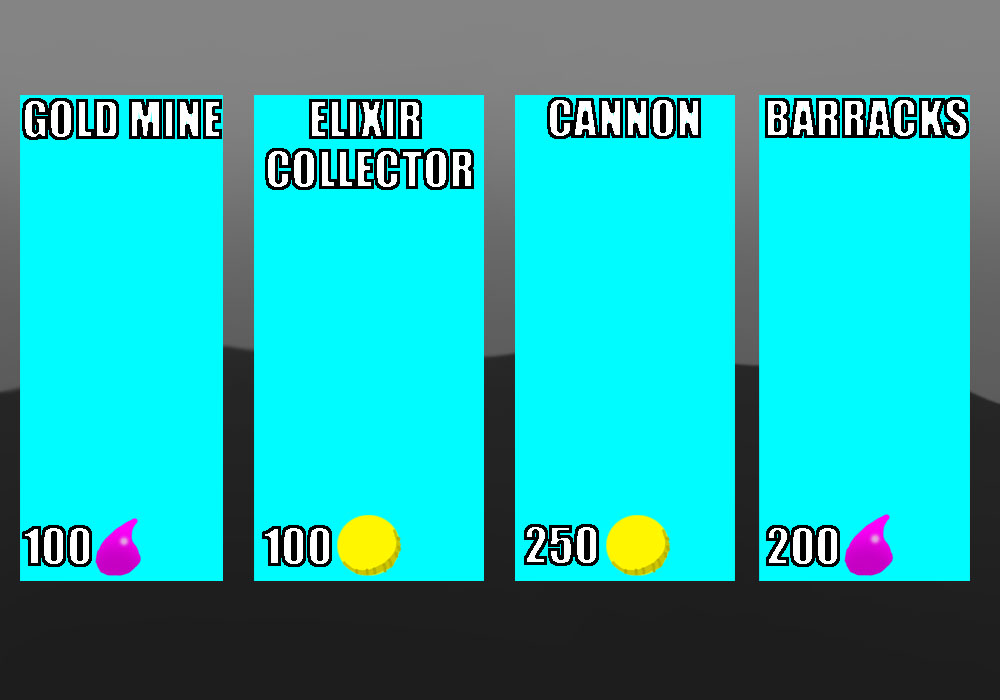 GOLD MINE
ELIXIR
COLLECTOR
CANNON
BARRACKS
100
100
250
200